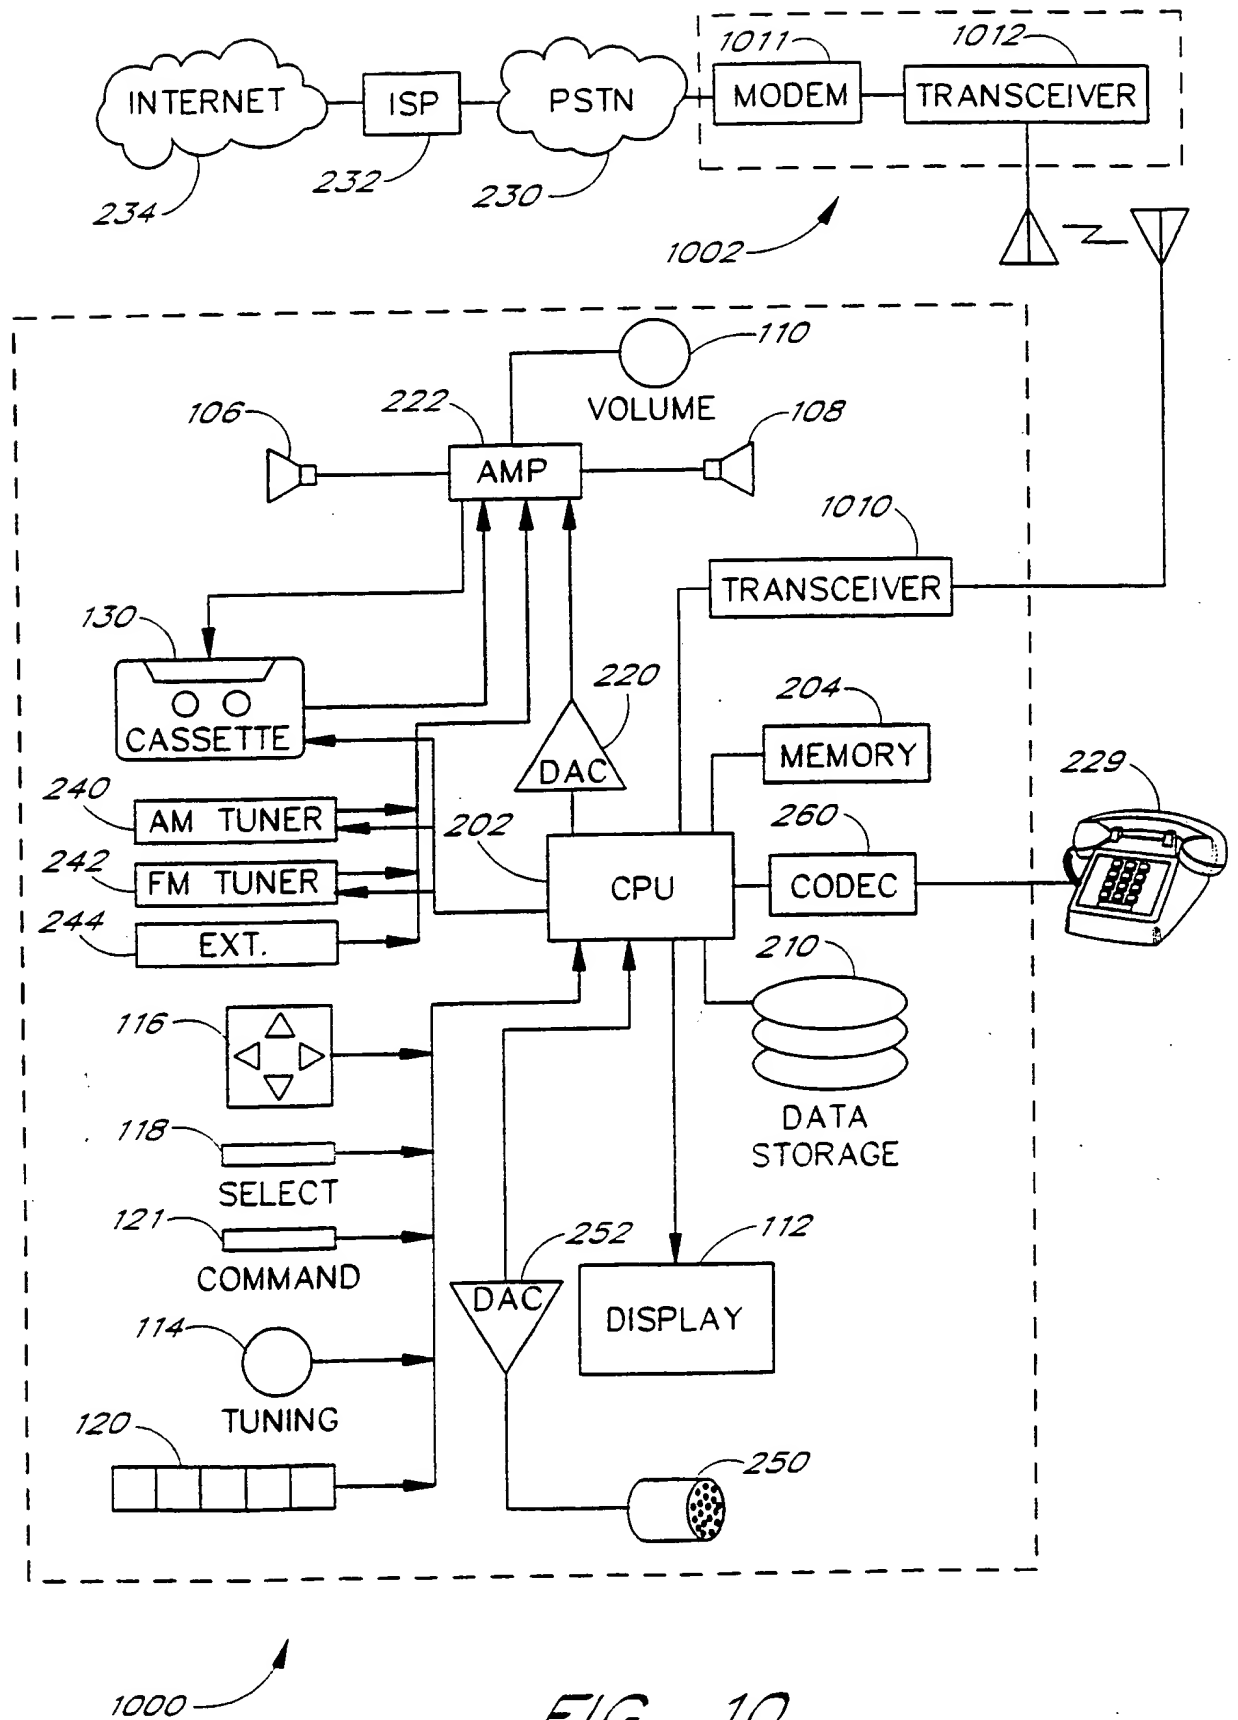 1011
1012
INTERNET
ISP
PSTN
MODEM
TRANSCEIVER
234
232
230
1002
110
VOLUME
106
222
108
AMP
1010
TRANSCEIVER
130
CASSETTE
220
DAC
204
MEMORY
229
240
AM TUNER
202
260
242
FM TUNER
CPU
CODEC
244
EXT.
210
116
DATA
STORAGE
118
SELECT
121
COMMAND
252
DAC
112
DISPLAY
114
TUNING
120
250
1000
FIG. 10